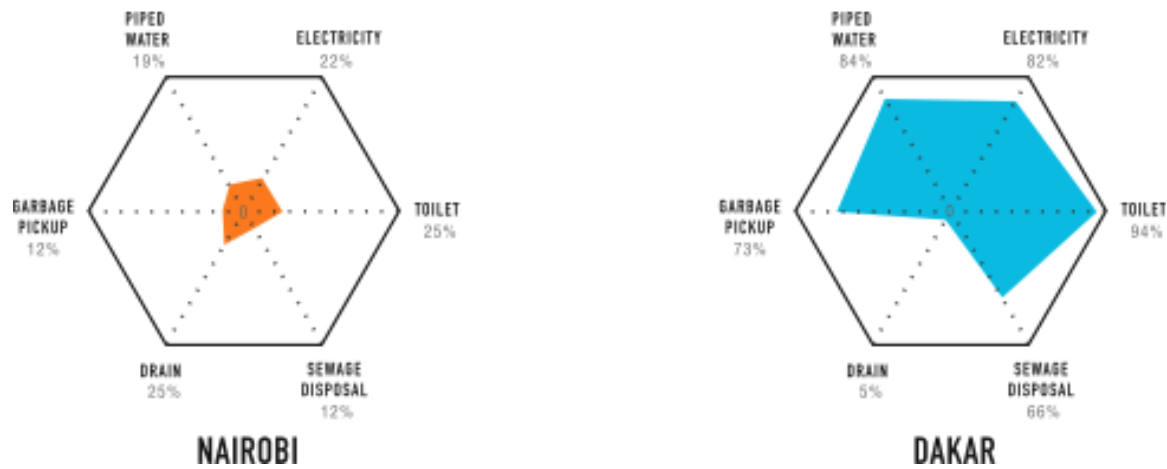 PIPED
WATER
19%
ELECTRICITY
22%
GARBAGE
PICKUP
12%
0
TOILET
25%
DRAIN
25%
SEWAGE
DISPOSAL
12%
NAIROBI
PIPED
WATER
84%
ELECTRICITY
82%
GARBAGE
PICKUP
73%
0
TOILET
94%
DRAIN
5%
SEWAGE
DISPOSAL
66%
DAKAR